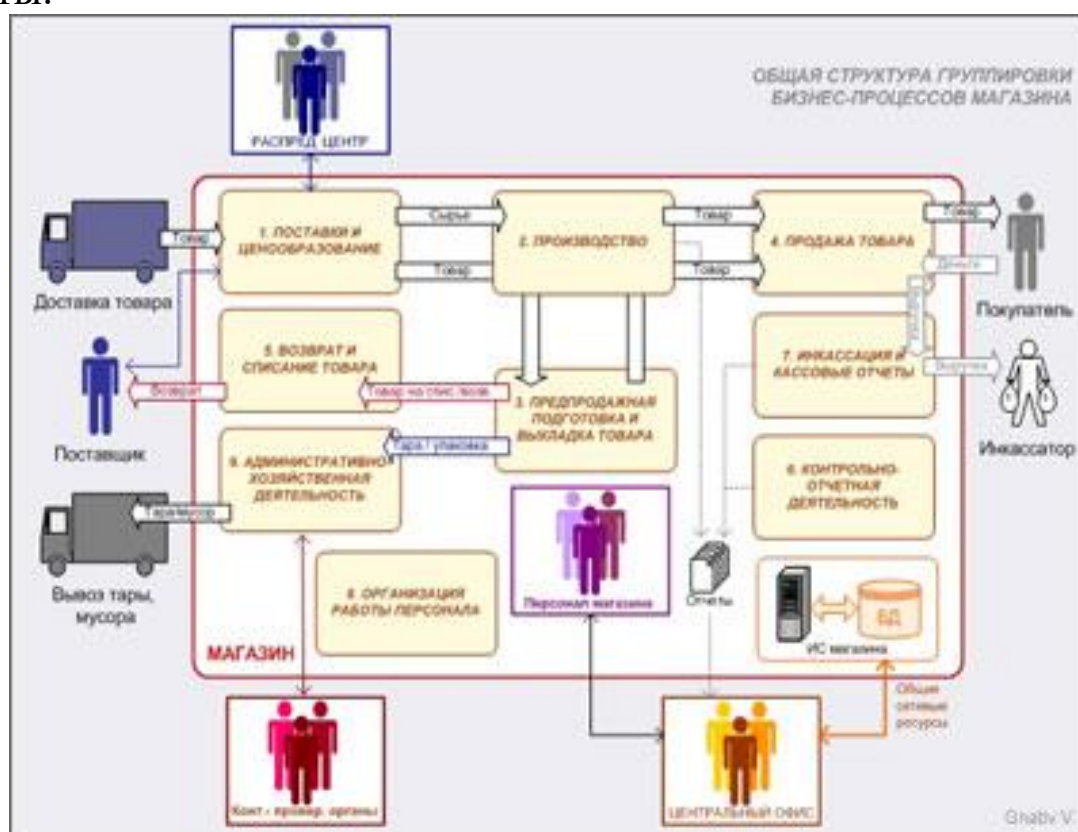 ты.
ОБЩАЯ СТРУКТУРА ГРУППИРОВКИ
БИЗНЕС-ПРОЦЕССОВ МАГАЗИНА
РАСПРЕД. ЦЕНТР
Товар
1. ПОСТАВКИ И
ЦЕНООБРАЗОВАНИЕ
Сырье
Товар
2. ПРОИЗВОДСТВО
Товар
Товар
4. ПРОДАЖА ТОВАРА
Товар
Деньги
Доставка товара
Покупатель
5. ВОЗВРАТ И
СПИСАНИЕ ТОВАРА
Возврат
Товар на спис./возв.
3. ПРЕДПРОДАЖНАЯ
ПОДГОТОВКА И
ВЫКЛАДКА ТОВАРА
7. ИНКАССАЦИЯ И
КАССОВЫЕ ОТЧЕТЫ
Выручка
Поставщик
Инкассатор
Тара / упаковка
АДМИНИСТРАТИВНО-
ХОЗЯЙСТВЕННАЯ
ДЕЯТЕЛЬНОСТЬ
Тара/мусор
6. КОНТРОЛЬНО-
ОТЧЕТНАЯ
ДЕЯТЕЛЬНОСТЬ
Вывоз тары,
мусора
8. ОРГАНИЗАЦИЯ
РАБОТЫ ПЕРСОНАЛА
Персонал магазина
Отчеты
БД
ИС магазина
МАГАЗИН
Общие
сетевые
ресурсы
Конт.- провер. органы
ЦЕНТРАЛЬНЫЙ ОФИС
Gnativ V.